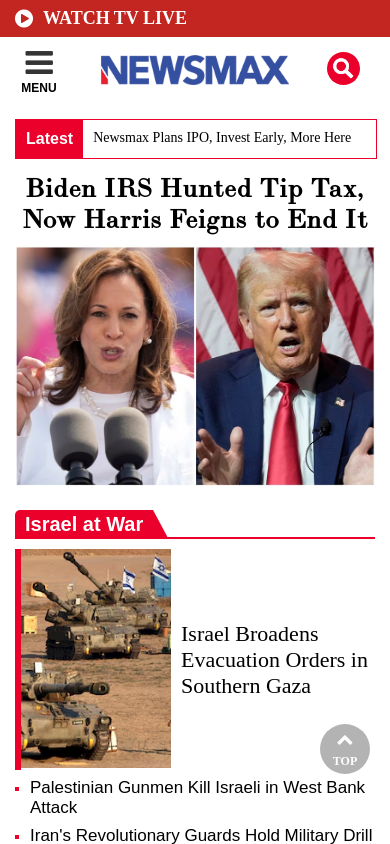 WATCH TV LIVE
MENU
NEWSMAX
Latest
Newsmax Plans IPO, Invest Early, More Here
Biden IRS Hunted Tip Tax,
Now Harris Feigns to End It
Israel at War
Israel Broadens
Evacuation Orders in
Southern Gaza
TOP
Palestinian Gunmen Kill Israeli in West Bank
Attack
Iran's Revolutionary Guards Hold Military Drill